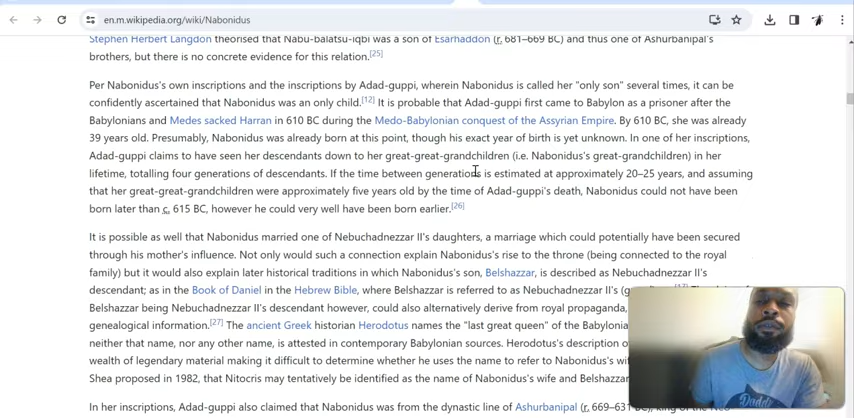 en.m.wikipedia.org/wiki/Nabonidus
Stephen Herbert Langdon theorised that Nabu-balatsu-iqbi was a son of Esarhaddon (r. 681–669 BC) and thus one of Ashurbanipal's
brothers, but there is no concrete evidence for this relation.[25]
Per Nabonidus's own inscriptions and the inscriptions by Adad-guppi, wherein Nabonidus is called her "only son" several times, it can be
confidently ascertained that Nabonidus was an only child.[12] It is probable that Adad-guppi first came to Babylon as a prisoner after the
Babylonians and Medes sacked Harran in 610 BC during the Medo-Babylonian conquest of the Assyrian Empire. By 610 BC, she was already
39 years old. Presumably, Nabonidus was already born at this point, though his exact year of birth is yet unknown. In one of her inscriptions,
Adad-guppi claims to have seen her descendants down to her great-great-grandchildren (i.e. Nabonidus's great-grandchildren) in her
lifetime, totalling four generations of descendants. If the time between generations is estimated at approximately 20–25 years, and assuming
that her great-great-grandchildren were approximately five years old by the time of Adad-guppi's death, Nabonidus could not have been
born later than c. 615 BC, however he could very well have been born earlier.[26]
It is possible as well that Nabonidus married one of Nebuchadnezzar II's daughters, a marriage which could potentially have been secured
through his mother's influence. Not only would such a connection explain Nabonidus's rise to the throne (being connected to the royal
family) but it would also explain later historical traditions in which Nabonidus's son, Belshazzar, is described as Nebuchadnezzar II's
descendant; as in the Book of Daniel in the Hebrew Bible, where Belshazzar is referred to as Nebuchadnezzar II's
Belshazzar being Nebuchadnezzar II's descendant however, could also alternatively derive from royal propaganda,
genealogical information.[27] The ancient Greek historian Herodotus names the "last great queen" of the Babylonia
neither that name, nor any other name, is attested in contemporary Babylonian sources. Herodotus's description o
wealth of legendary material making it difficult to determine whether he uses the name to refer to Nabonidus's wif
Shea proposed in 1982, that Nitocris may tentatively be identified as the name of Nabonidus's wife and Belshazzar
In her inscriptions, Adad-guppi also claimed that Nabonidus was from the dynastic line of Ashurbanipal (r. 669–631 BC), king of the Neo-